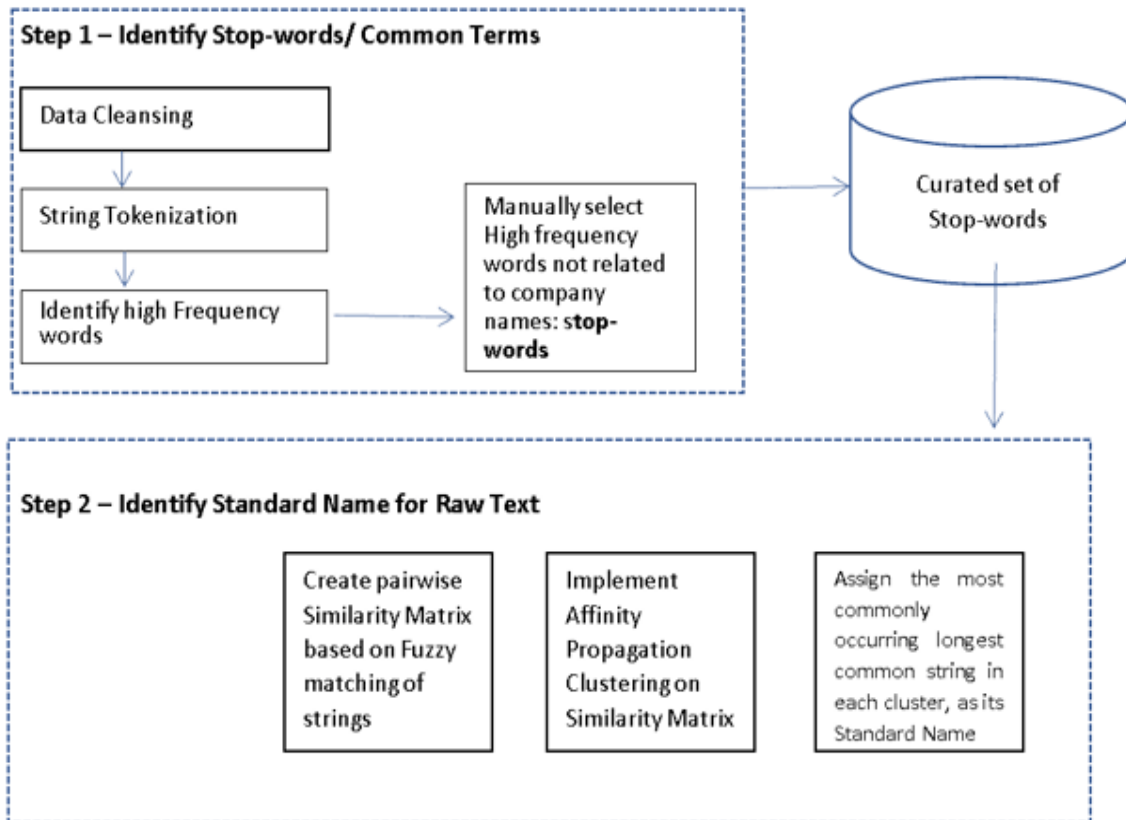 Step 1 – Identify Stop-words/ Common Terms
Data Cleansing
String Tokenization
Identify high Frequency
words
Manually select
High frequency
words not related
to company
names: stop-
words
Curated set of
Stop-words
Step 2 – Identify Standard Name for Raw Text
Create pairwise
Similarity Matrix
based on Fuzzy
matching of
strings
Implement
Affinity
Propagation
Clustering on
Similarity Matrix
Assign the most
commonly
occurring longest
common string in
each cluster, as its
Standard Name